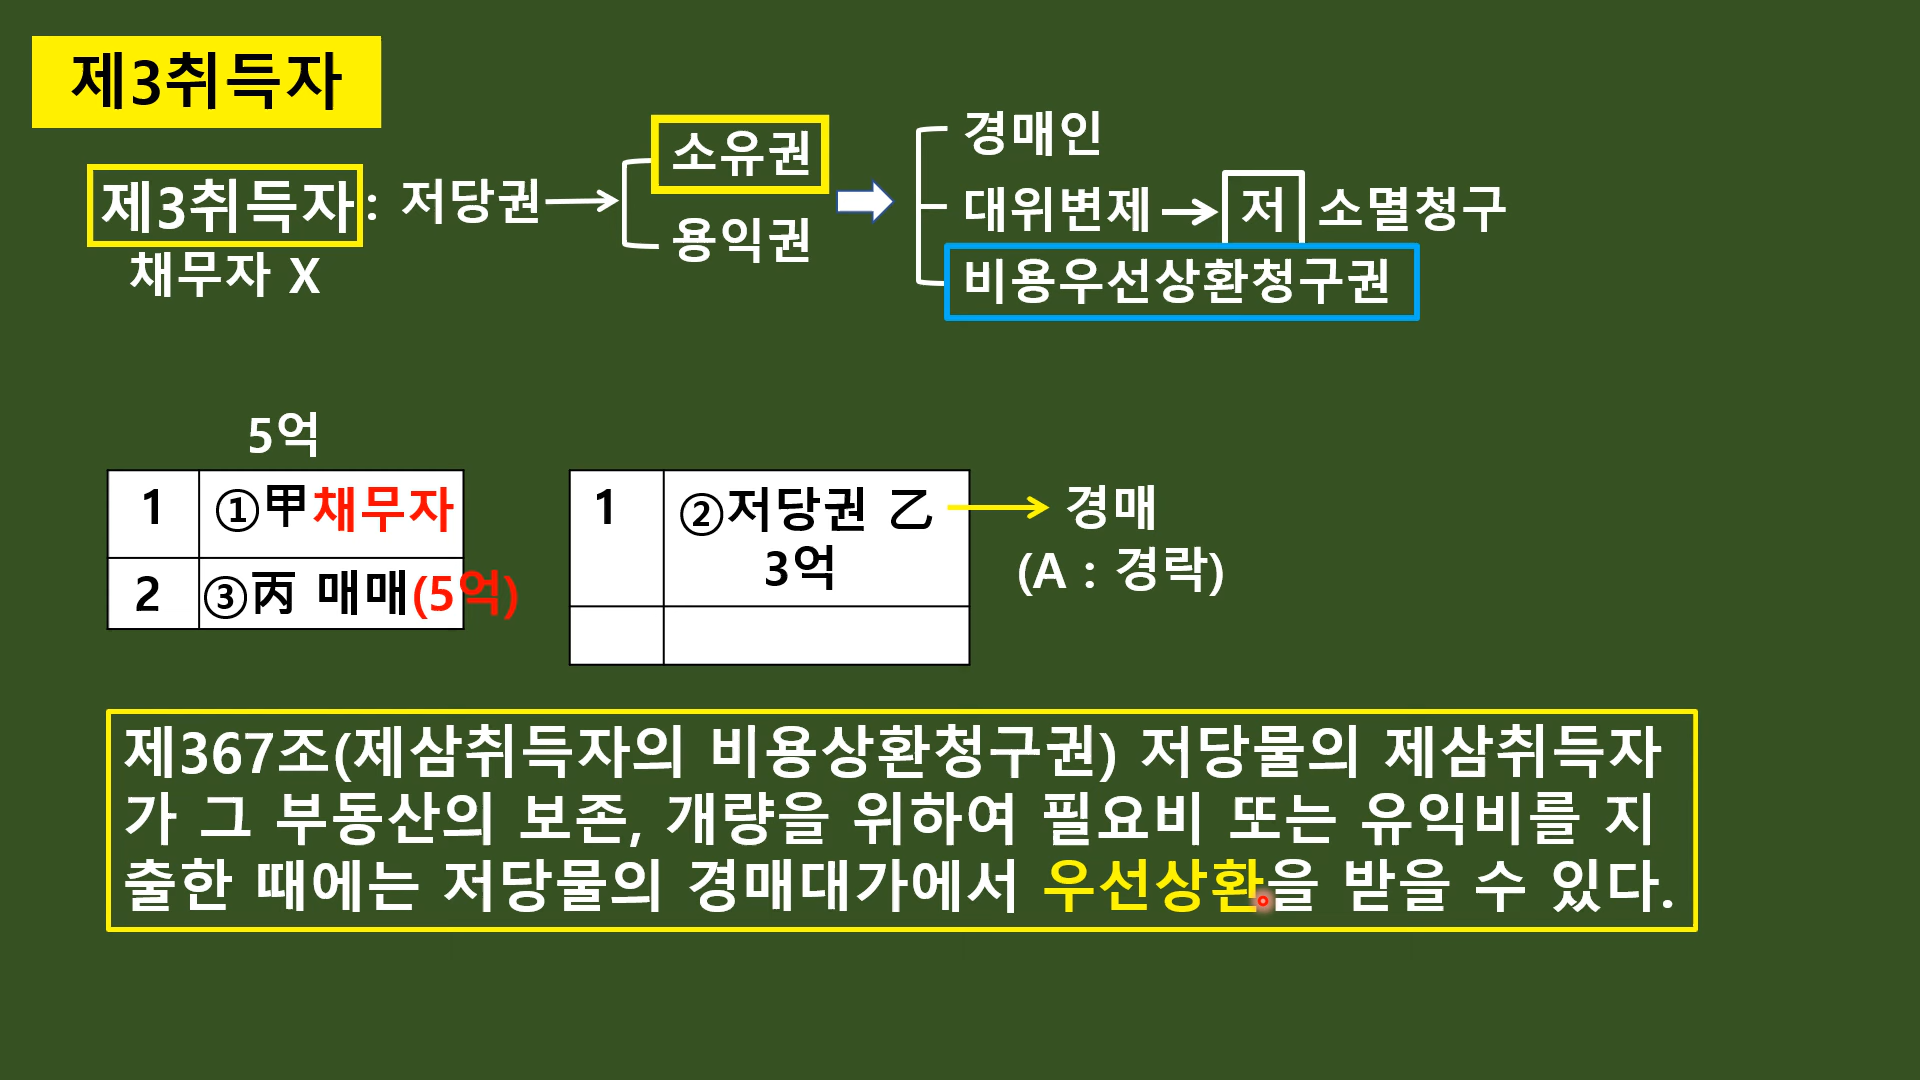 제3취득자
제3취득자 : 저당권
채무자 X
소유권
용익권
경매인
대위변제 저 소멸청구
비용우선상환청구권
5억
1 ①甲채무자
2 ③丙 매매(5억)
1 ②저당권 乙
3억
경매
(A : 경락)
제367조(제삼취득자의 비용상환청구권) 저당물의 제삼취득자
가 그 부동산의 보존, 개량을 위하여 필요비 또는 유익비를 지
출한 때에는 저당물의 경매대가에서 우선상환을 받을 수 있다.